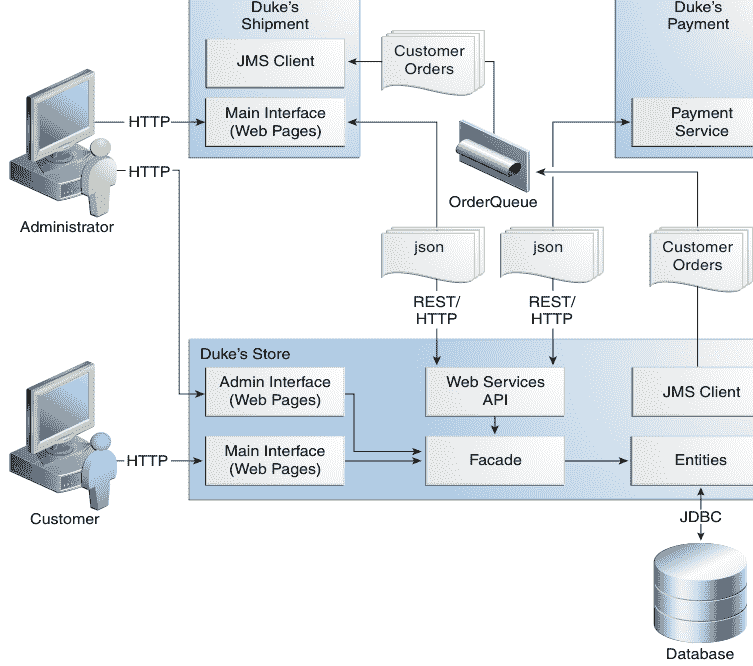 Duke's
Shipment
Duke's
Payment
JMS Client
Customer
Orders
HTTP
Main Interface
(Web Pages)
Payment
Service
HTTP
OrderQueue
Administrator
json
json
Customer
Orders
REST/
HTTP
REST/
HTTP
Duke's Store
Admin Interface
(Web Pages)
Web Services
API
JMS Client
HTTP
Main Interface
(Web Pages)
Facade
Entities
Customer
JDBC
Database